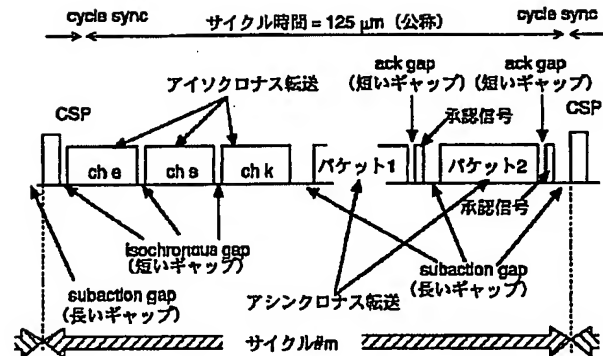 cycle sync
サイクル時間 = 125 μm（公称）
cycle sync
ack gap
（短いギャップ）
ack gap
（短いギャップ）
アイソクロナス転送
CSP
承認信号
CSP
ch e
ch s
ch k
パケット1
パケット2
承認信号
isochronous gap
（短いギャップ）
subaction gap
（長いギャップ）
subaction gap
（長いギャップ）
アシンクロナス転送
サイクル#m